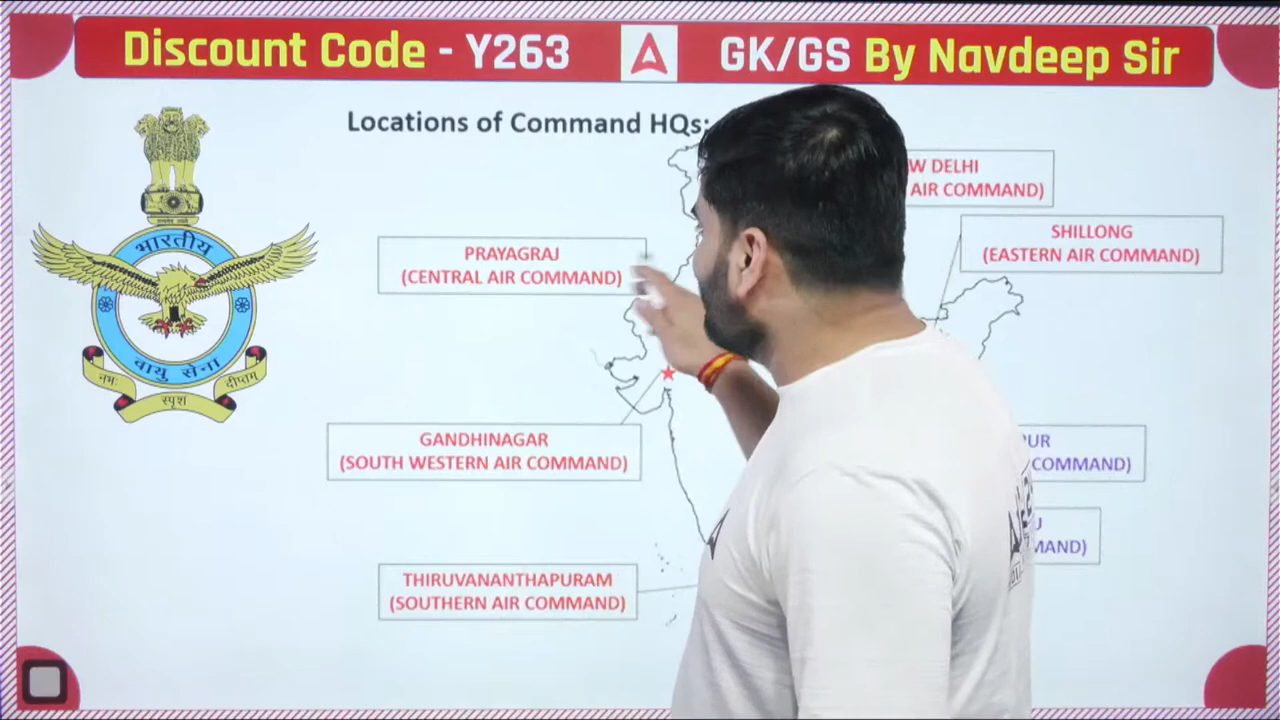 Discount Code - Y263
GK/GS By Navdeep Sir
Locations of Command HQs:
भारतीय
वायु सेना
नभः
स्पृश
दीप्तम्
W DELHI
AIR COMMAND)
SHILLONG
(EASTERN AIR COMMAND)
PRAYAGRAJ
(CENTRAL AIR COMMAND)
GANDHINAGAR
(SOUTH WESTERN AIR COMMAND)
PUR
COMMAND)
J
MAND)
THIRUVANANTHAPURAM
(SOUTHERN AIR COMMAND)